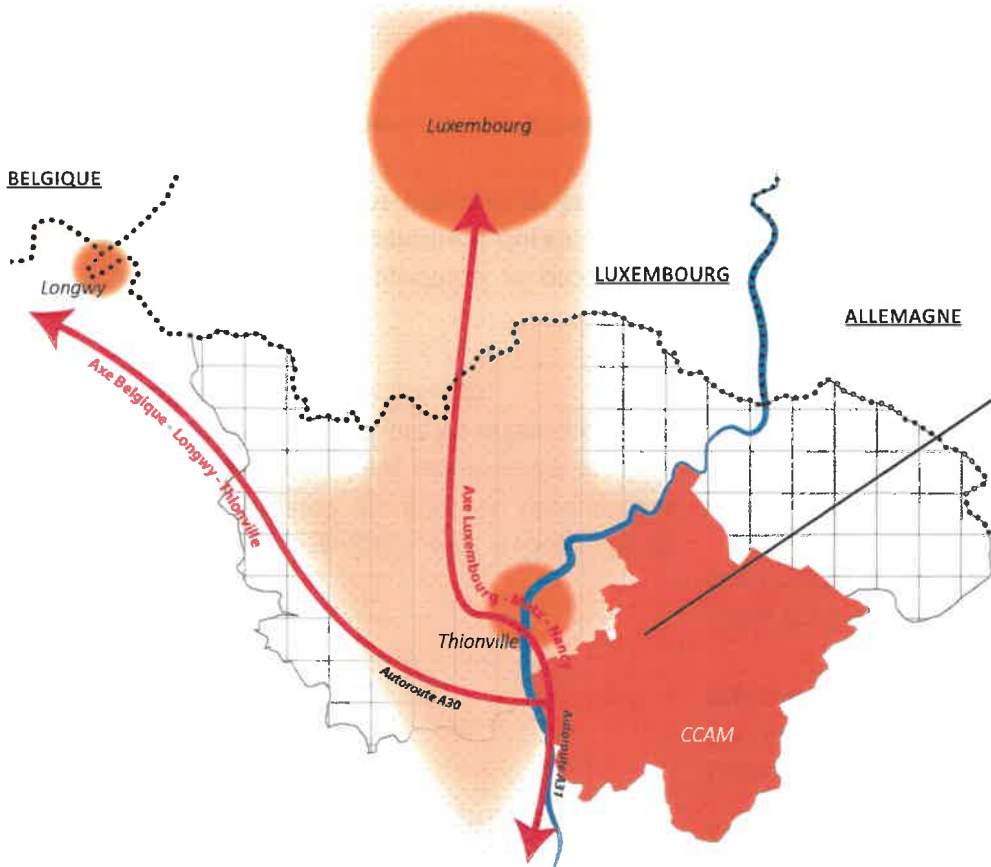 Luxembourg
BELGIQUE
LUXEMBOURG
Longwy
ALLEMAGNE
Axe Belgique - Longwy - Thionville
Axe Luxembourg - Metz - Nancy
Thionville
Autoroute A30
Autoroute A31
CCAM